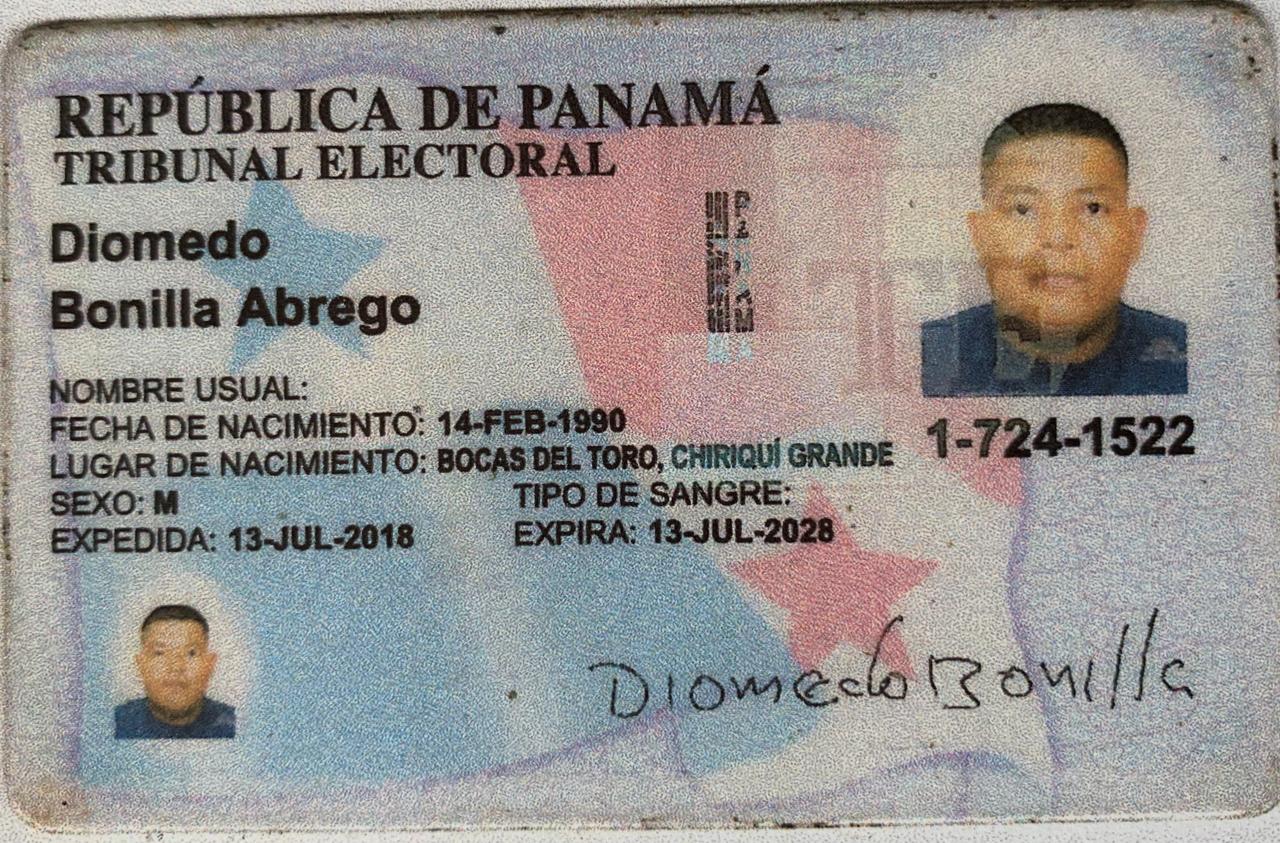 REPÚBLICA DE PANAMÁ
TRIBUNAL ELECTORAL
Diomedo
Bonilla Abrego
NOMBRE USUAL:
FECHA DE NACIMIENTO: 14-FEB-1990
LUGAR DE NACIMIENTO: BOCAS DEL TORO, CHIRIQUÍ GRANDE
SEXO: M
TIPO DE SANGRE:
EXPEDIDA: 13-JUL-2018
EXPIRA: 13-JUL-2028
1-724-1522
Diomedo Bonilla